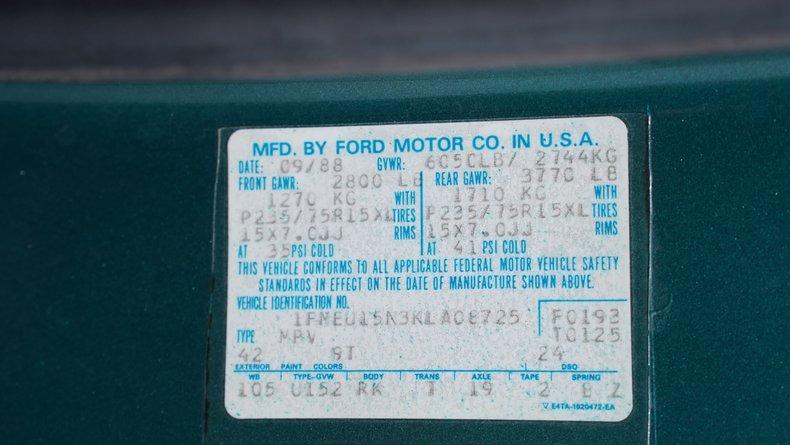 MFD. BY FORD MOTOR CO. IN U.S.A.
DATE: 09/88 GVWR: 6050LB/ 2744KG
FRONT GAWR: 2800 LB REAR GAWR: 3770 LB
1270 KG WITH 1710 KG WITH
P235/75R15XL TIRES P235/75R15XL TIRES
15X7.0JJ RIMS 15X7.0JJ RIMS
AT 35 PSI COLD AT 41 PSI COLD
THIS VEHICLE CONFORMS TO ALL APPLICABLE FEDERAL MOTOR VEHICLE SAFETY
STANDARDS IN EFFECT ON THE DATE OF MANUFACTURE SHOWN ABOVE.
VEHICLE IDENTIFICATION NO.
1FMEU15N3KLA08725 F0193
TYPE MPV T0125
42 9T 24
EXTERIOR PAINT COLORS DSO
WB TYPE-GVW BODY TRANS AXLE TAPE SPRING
105 U152 RK T 19 2 B Z
E4TA-1520472-EA